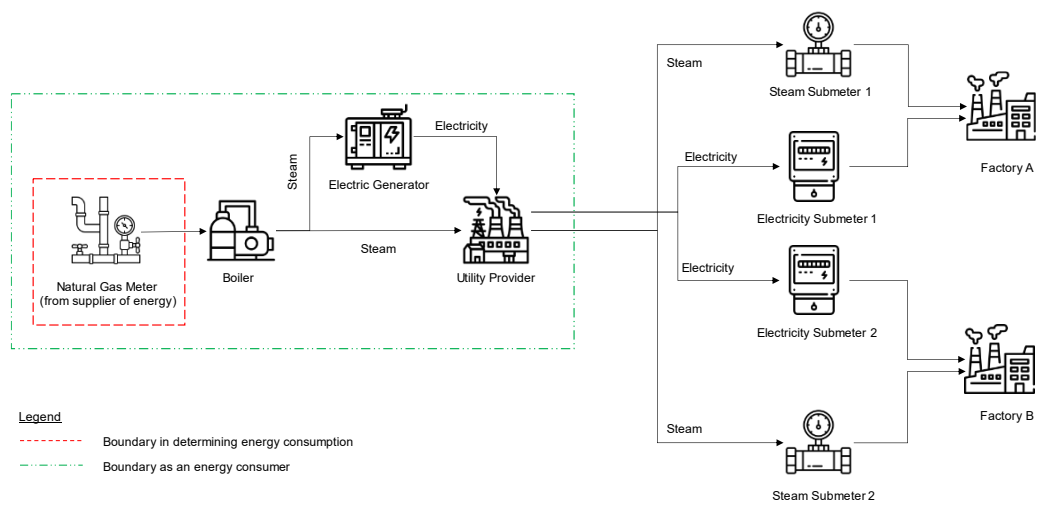 Steam
Steam Submeter 1
Factory A
Electricity
Electric Generator
Steam
Electricity
Electricity Submeter 1
Natural Gas Meter
(from supplier of energy)
Boiler
Steam
Utility Provider
Electricity
Electricity Submeter 2
Factory B
Steam
Steam Submeter 2
Legend
Boundary in determining energy consumption
Boundary as an energy consumer